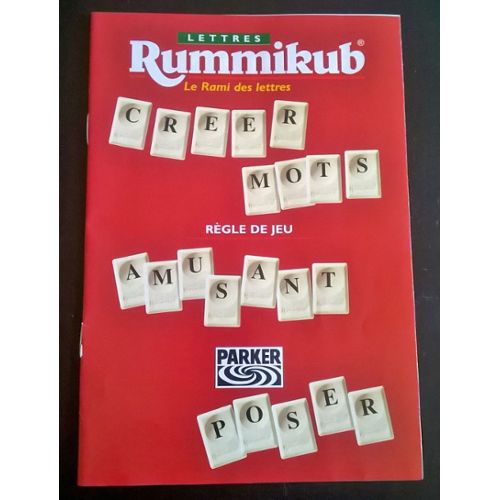 LETTRES
Rummikub®
Le Rami des lettres
CREER
MOTS
RÈGLE DE JEU
AMUSANT
PARKER
POSER